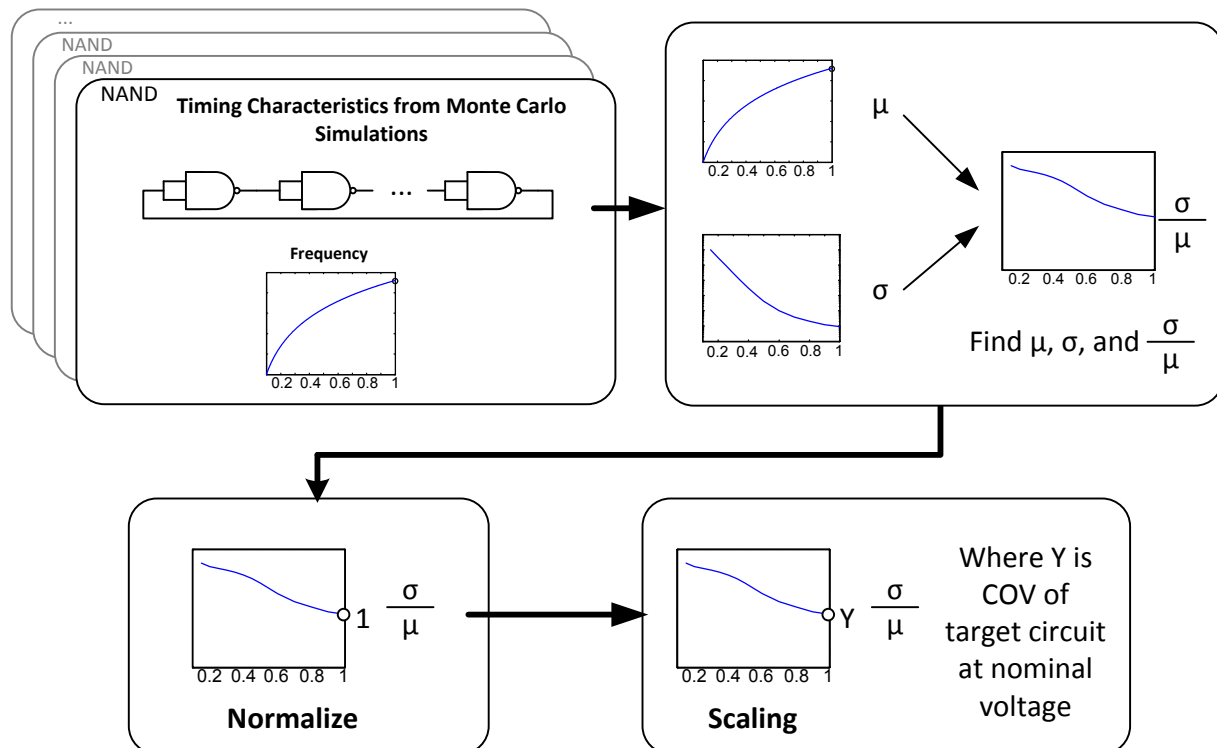 ...
NAND
NAND
NAND
Timing Characteristics from Monte Carlo
Simulations
...
Frequency
0.2 0.4 0.6 0.8 1
0.2 0.4 0.6 0.8 1
μ
0.2 0.4 0.6 0.8 1
σ
0.2 0.4 0.6 0.8 1
σ
μ
Find μ, σ, and σ
μ
0.2 0.4 0.6 0.8 1
1
σ
μ
Normalize
0.2 0.4 0.6 0.8 1
Y
σ
μ
Scaling
Where Y is
COV of
target circuit
at nominal
voltage